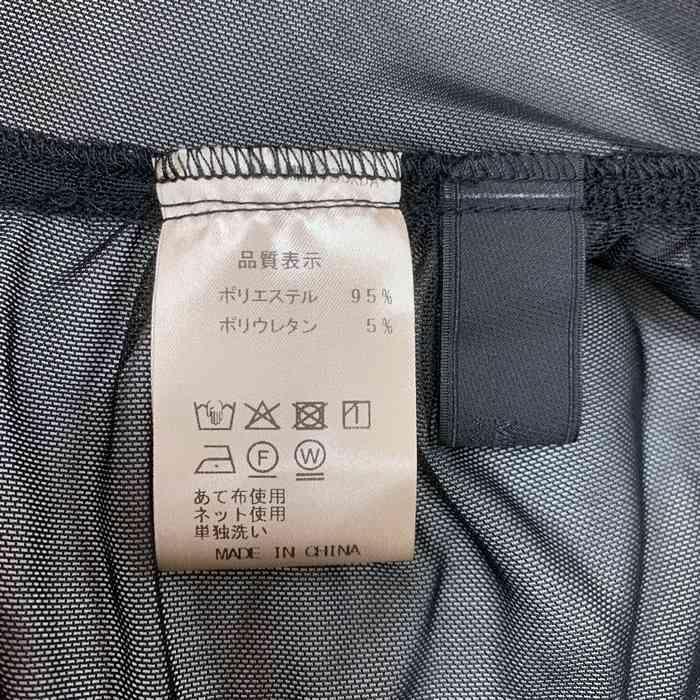 品質表示
ポリエステル 95%
ポリウレタン 5%
F W
あて布使用
ネット使用
単独洗い
MADE IN CHINA